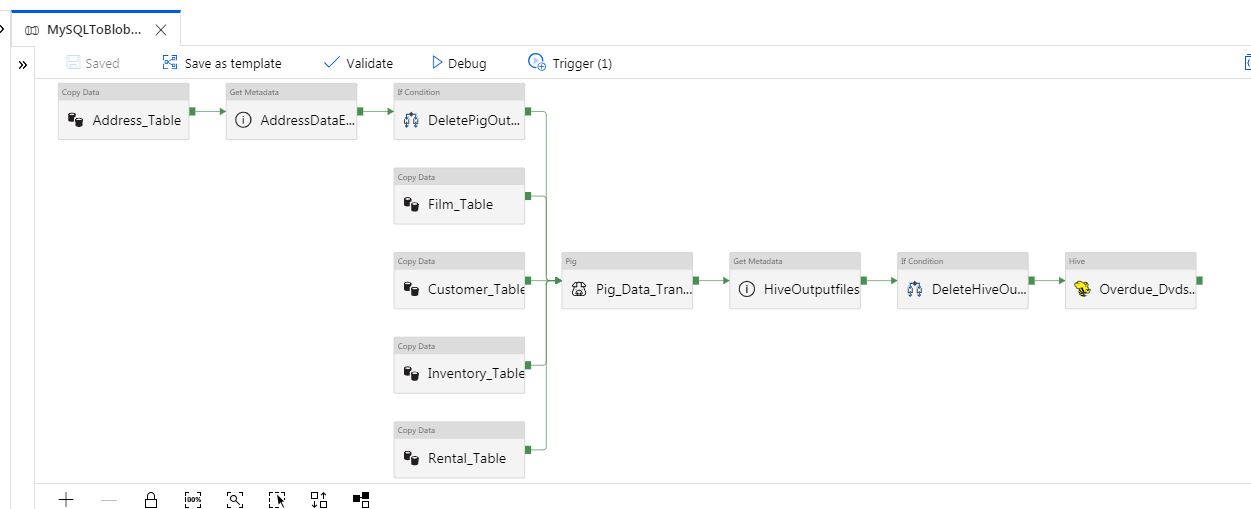 MySQLToBlob...
Saved
Save as template
Validate
Debug
Trigger (1)
Copy Data
Address_Table
Get Metadata
AddressDataE...
If Condition
DeletePigOut...
Copy Data
Film_Table
Copy Data
Customer_Table
Pig
Pig_Data_Tran...
Get Metadata
HiveOutputfiles
If Condition
DeleteHiveOu...
Hive
Overdue_Dvds...
Copy Data
Inventory_Table
Copy Data
Rental_Table
100%